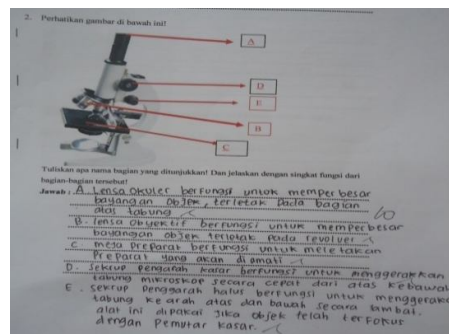 2. Perhatikan gambar di bawah ini!
A
D
E
B
C
Tuliskan apa nama bagian yang ditunjukkan! Dan jelaskan dengan singkat fungsi dari
bagian-bagian tersebut!
Jawab : A. Lensa okuler berfungsi untuk memperbesar
bayangan objek, terletak pada bagian
atas tabung
B. lensa obyektif berfungsi untuk memperbesar
bayangan objek terletak pada revolver
C meja preparat berfungsi untuk meletakan
Preparat yang akan di amati
D. Sekrup pengarah kasar berfungsi untuk menggerakkan
tabung mikroskop secara cepat dari atas kebawah
E. sekrup penggarah halus berfungsi untuk menggerakk
tabung ke arah atas dan bawah secara lambat.
alat ini dipakai jika objek telah terfokus
dengan pemutar kasar.